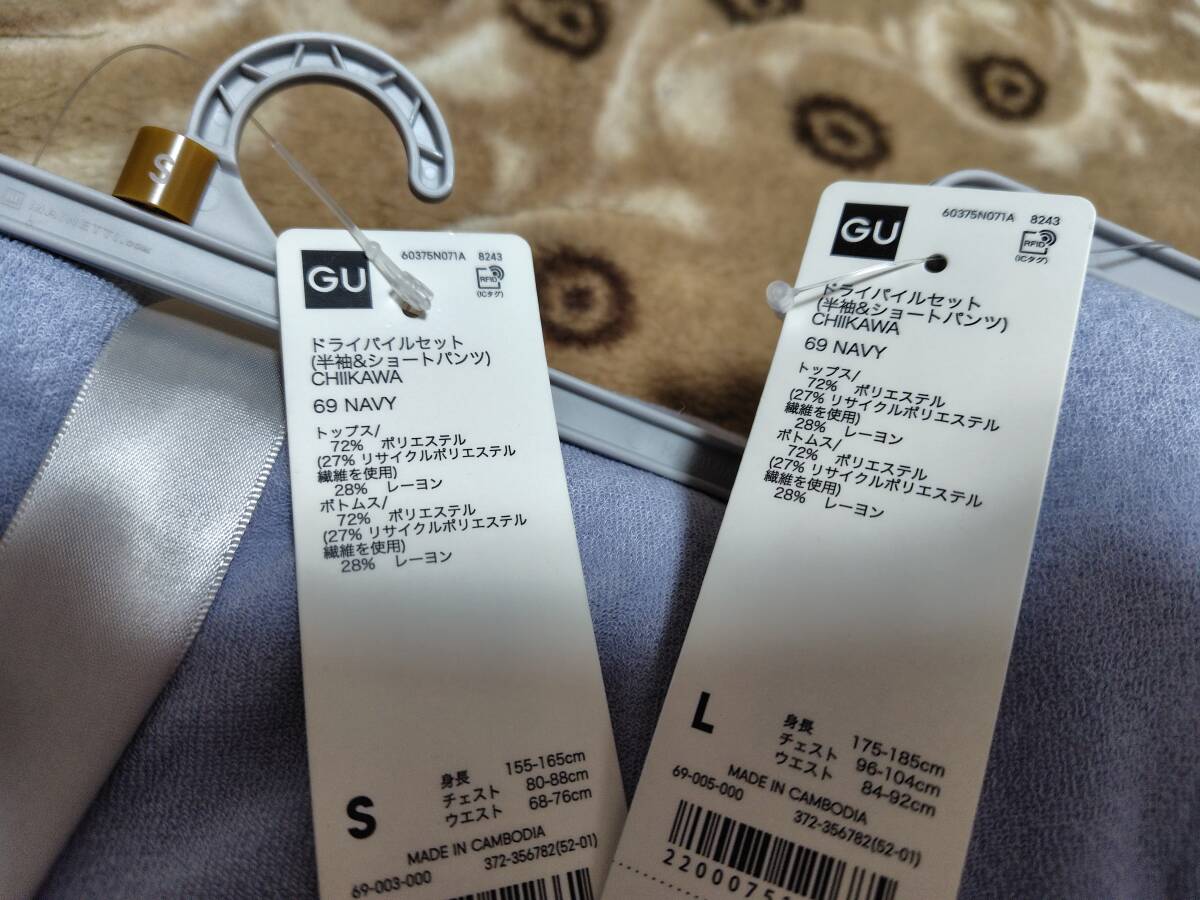 S
MAINETTI.COM
GU
60375N071A 8243
RFID
(ICタグ)
ドライパイルセット
(半袖&ショートパンツ)
CHIIKAWA
69 NAVY
トップス/
72% ポリエステル
(27% リサイクルポリエステル
繊維を使用)
28% レーヨン
ボトムス/
72% ポリエステル
(27% リサイクルポリエステル
繊維を使用)
28% レーヨン
S
身長 155-165cm
チェスト 80-88cm
ウエスト 68-76cm
MADE IN CAMBODIA
372-356782(52-01)
69-003-000
GU
60375N071A 8243
RFID
(ICタグ)
ドライパイルセット
(半袖&ショートパンツ)
CHIIKAWA
69 NAVY
トップス/
72% ポリエステル
(27% リサイクルポリエステル
繊維を使用)
28% レーヨン
ボトムス/
72% ポリエステル
(27% リサイクルポリエステル
繊維を使用)
28% レーヨン
L
身長 175-185cm
チェスト 96-104cm
ウエスト 84-92cm
MADE IN CAMBODIA
372-356782(52-01)
69-005-000
2200075